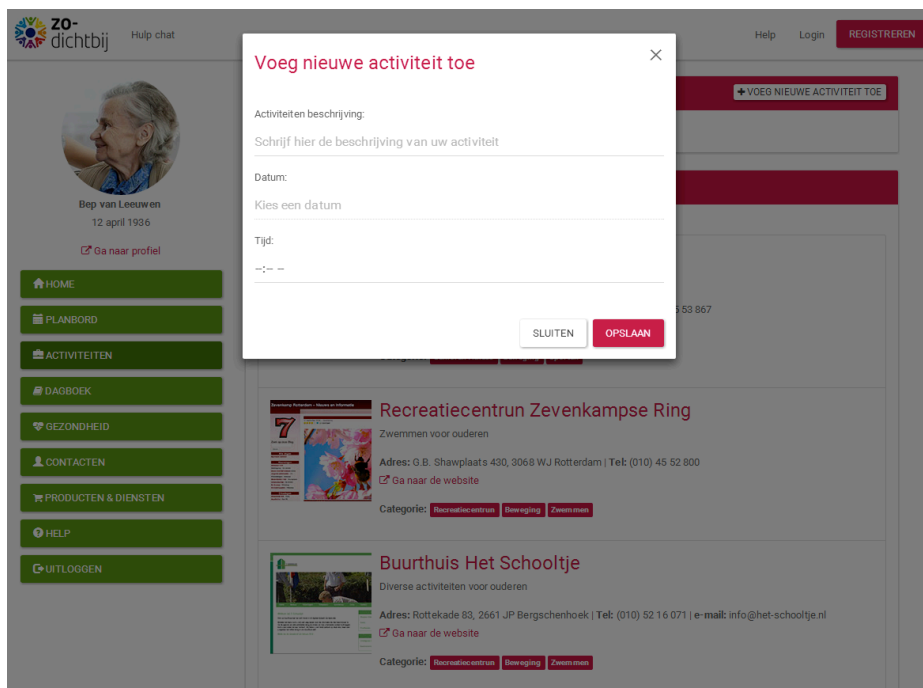 zo-
dichtbij
Hulp chat
Help
Login
REGISTREREN
Voeg nieuwe activiteit toe
VOEG NIEUWE ACTIVITEIT TOE
Activiteiten beschrijving:
Schrijf hier de beschrijving van uw activiteit
Datum:
Kies een datum
Tijd:
--:-- --
SLUITEN
OPSLAAN
Bep van Leeuwen
12 april 1936
Ga naar profiel
HOME
PLANBORD
ACTIVITEITEN
DAGBOEK
GEZONDHEID
CONTACTEN
PRODUCTEN & DIENSTEN
HELP
UITLOGGEN
53 867
Recreatiecentrun Zevenkampse Ring
Zwemmen voor ouderen
Adres: G.B. Shawplaats 430, 3068 WJ Rotterdam | Tel: (010) 45 52 800
Ga naar de website
Categorie: Recreatiecentrun Beweging Zwemmen
Buurthuis Het Schooltje
Diverse activiteiten voor ouderen
Adres: Rottekade 83, 2661 JP Bergschenhoek | Tel: (010) 52 16 071 | e-mail: info@het-schooltje.nl
Ga naar de website
Categorie: Recreatiecentrun Beweging Zwemmen